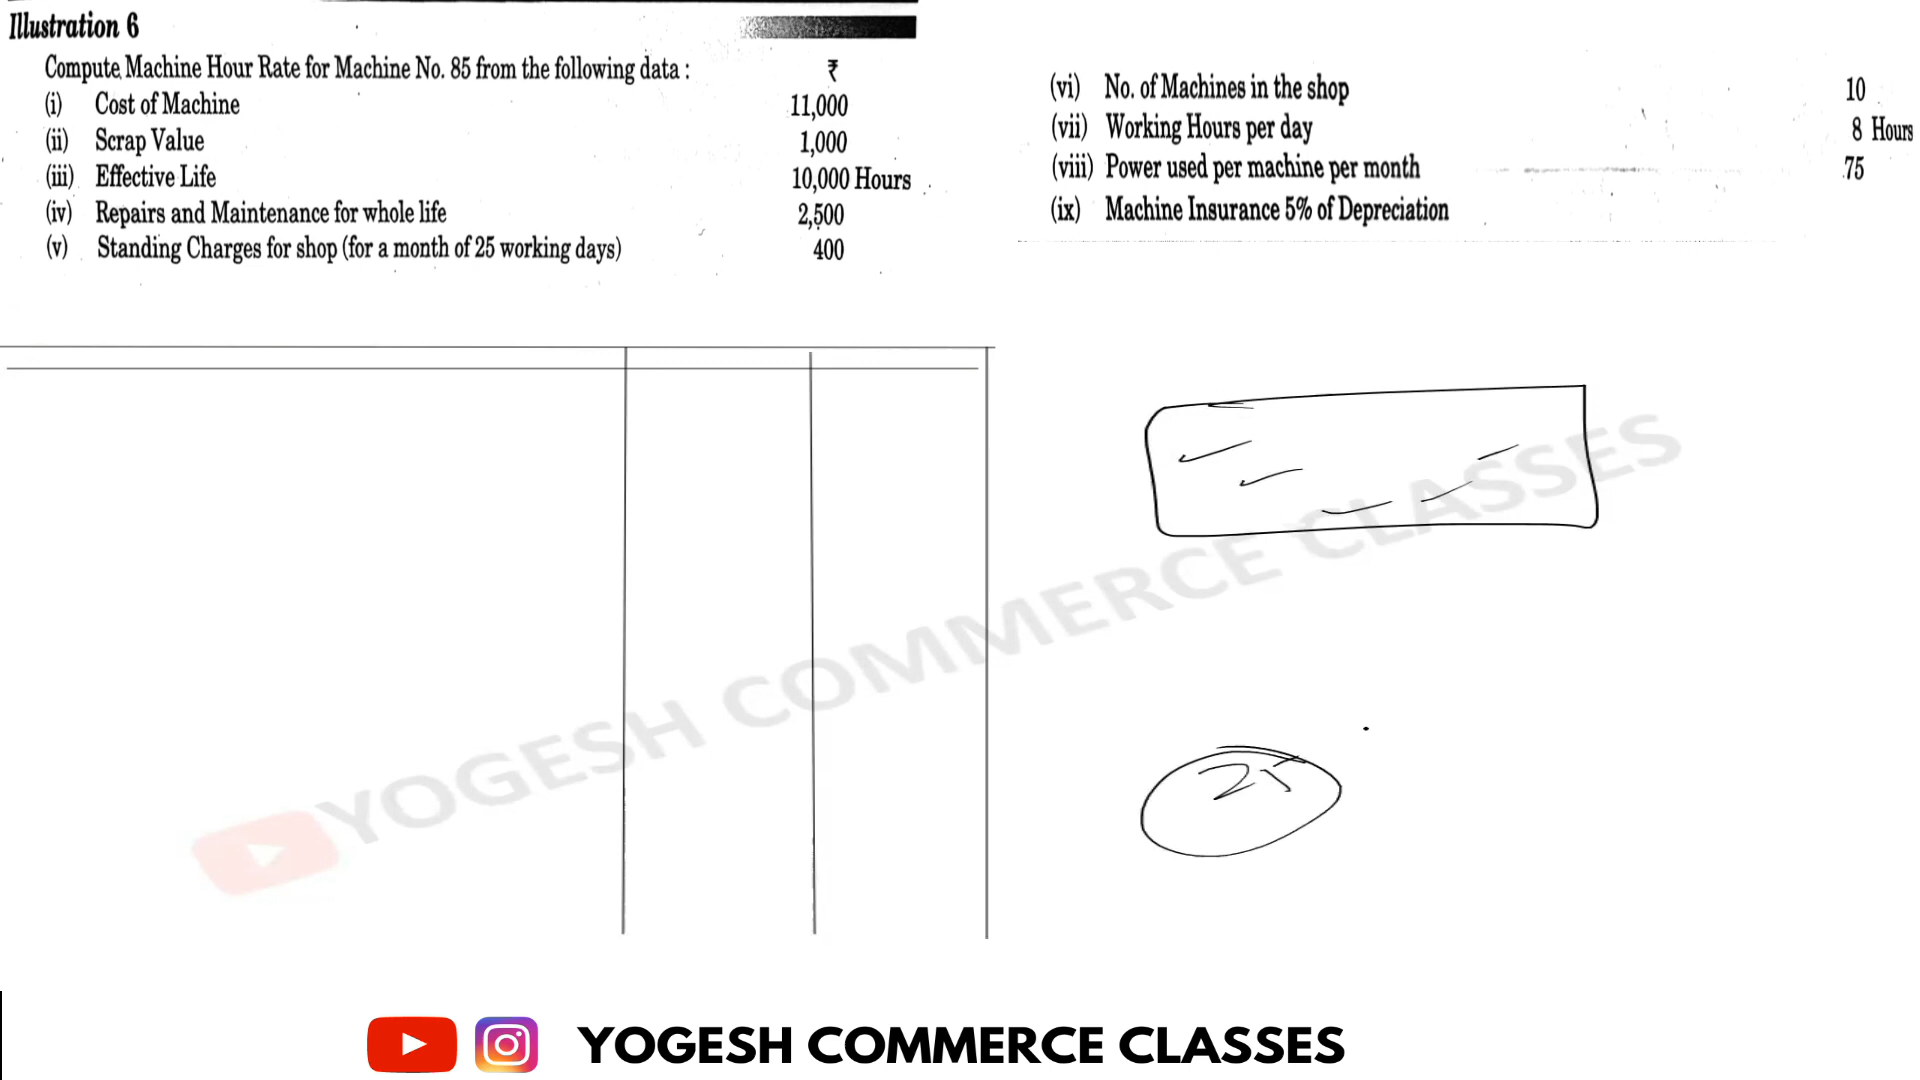 Illustration 6
Compute Machine Hour Rate for Machine No. 85 from the following data : ₹
(i) Cost of Machine 11,000
(ii) Scrap Value 1,000
(iii) Effective Life 10,000 Hours
(iv) Repairs and Maintenance for whole life 2,500
(v) Standing Charges for shop (for a month of 25 working days) 400
(vi) No. of Machines in the shop 10
(vii) Working Hours per day 8 Hours
(viii) Power used per machine per month 75
(ix) Machine Insurance 5% of Depreciation
YOGESH COMMERCE CLASSES
YOGESH COMMERCE CLASSES